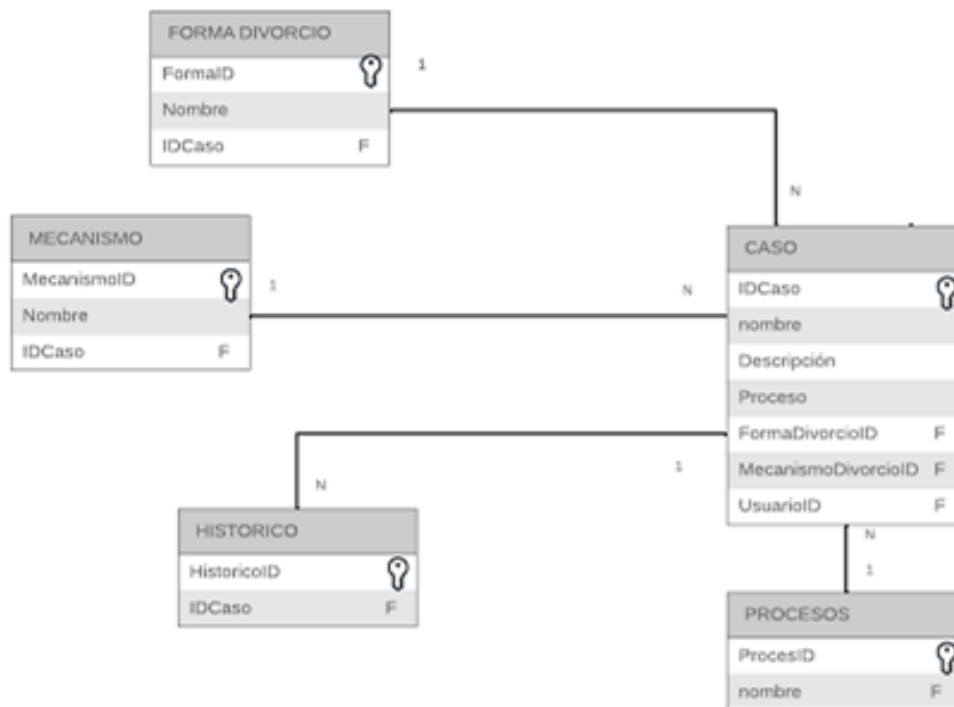 FORMA DIVORCIO
FormaID
Nombre
IDCaso F
1
N
MECANISMO
MecanismoID
Nombre
IDCaso F
1
N
CASO
IDCaso
nombre
Descripción
Proceso
FormaDivorcioID F
MecanismoDivorcioID F
UsuarioID F
1
N
HISTORICO
HistoricoID
IDCaso F
N
1
PROCESOS
ProcesID
nombre F